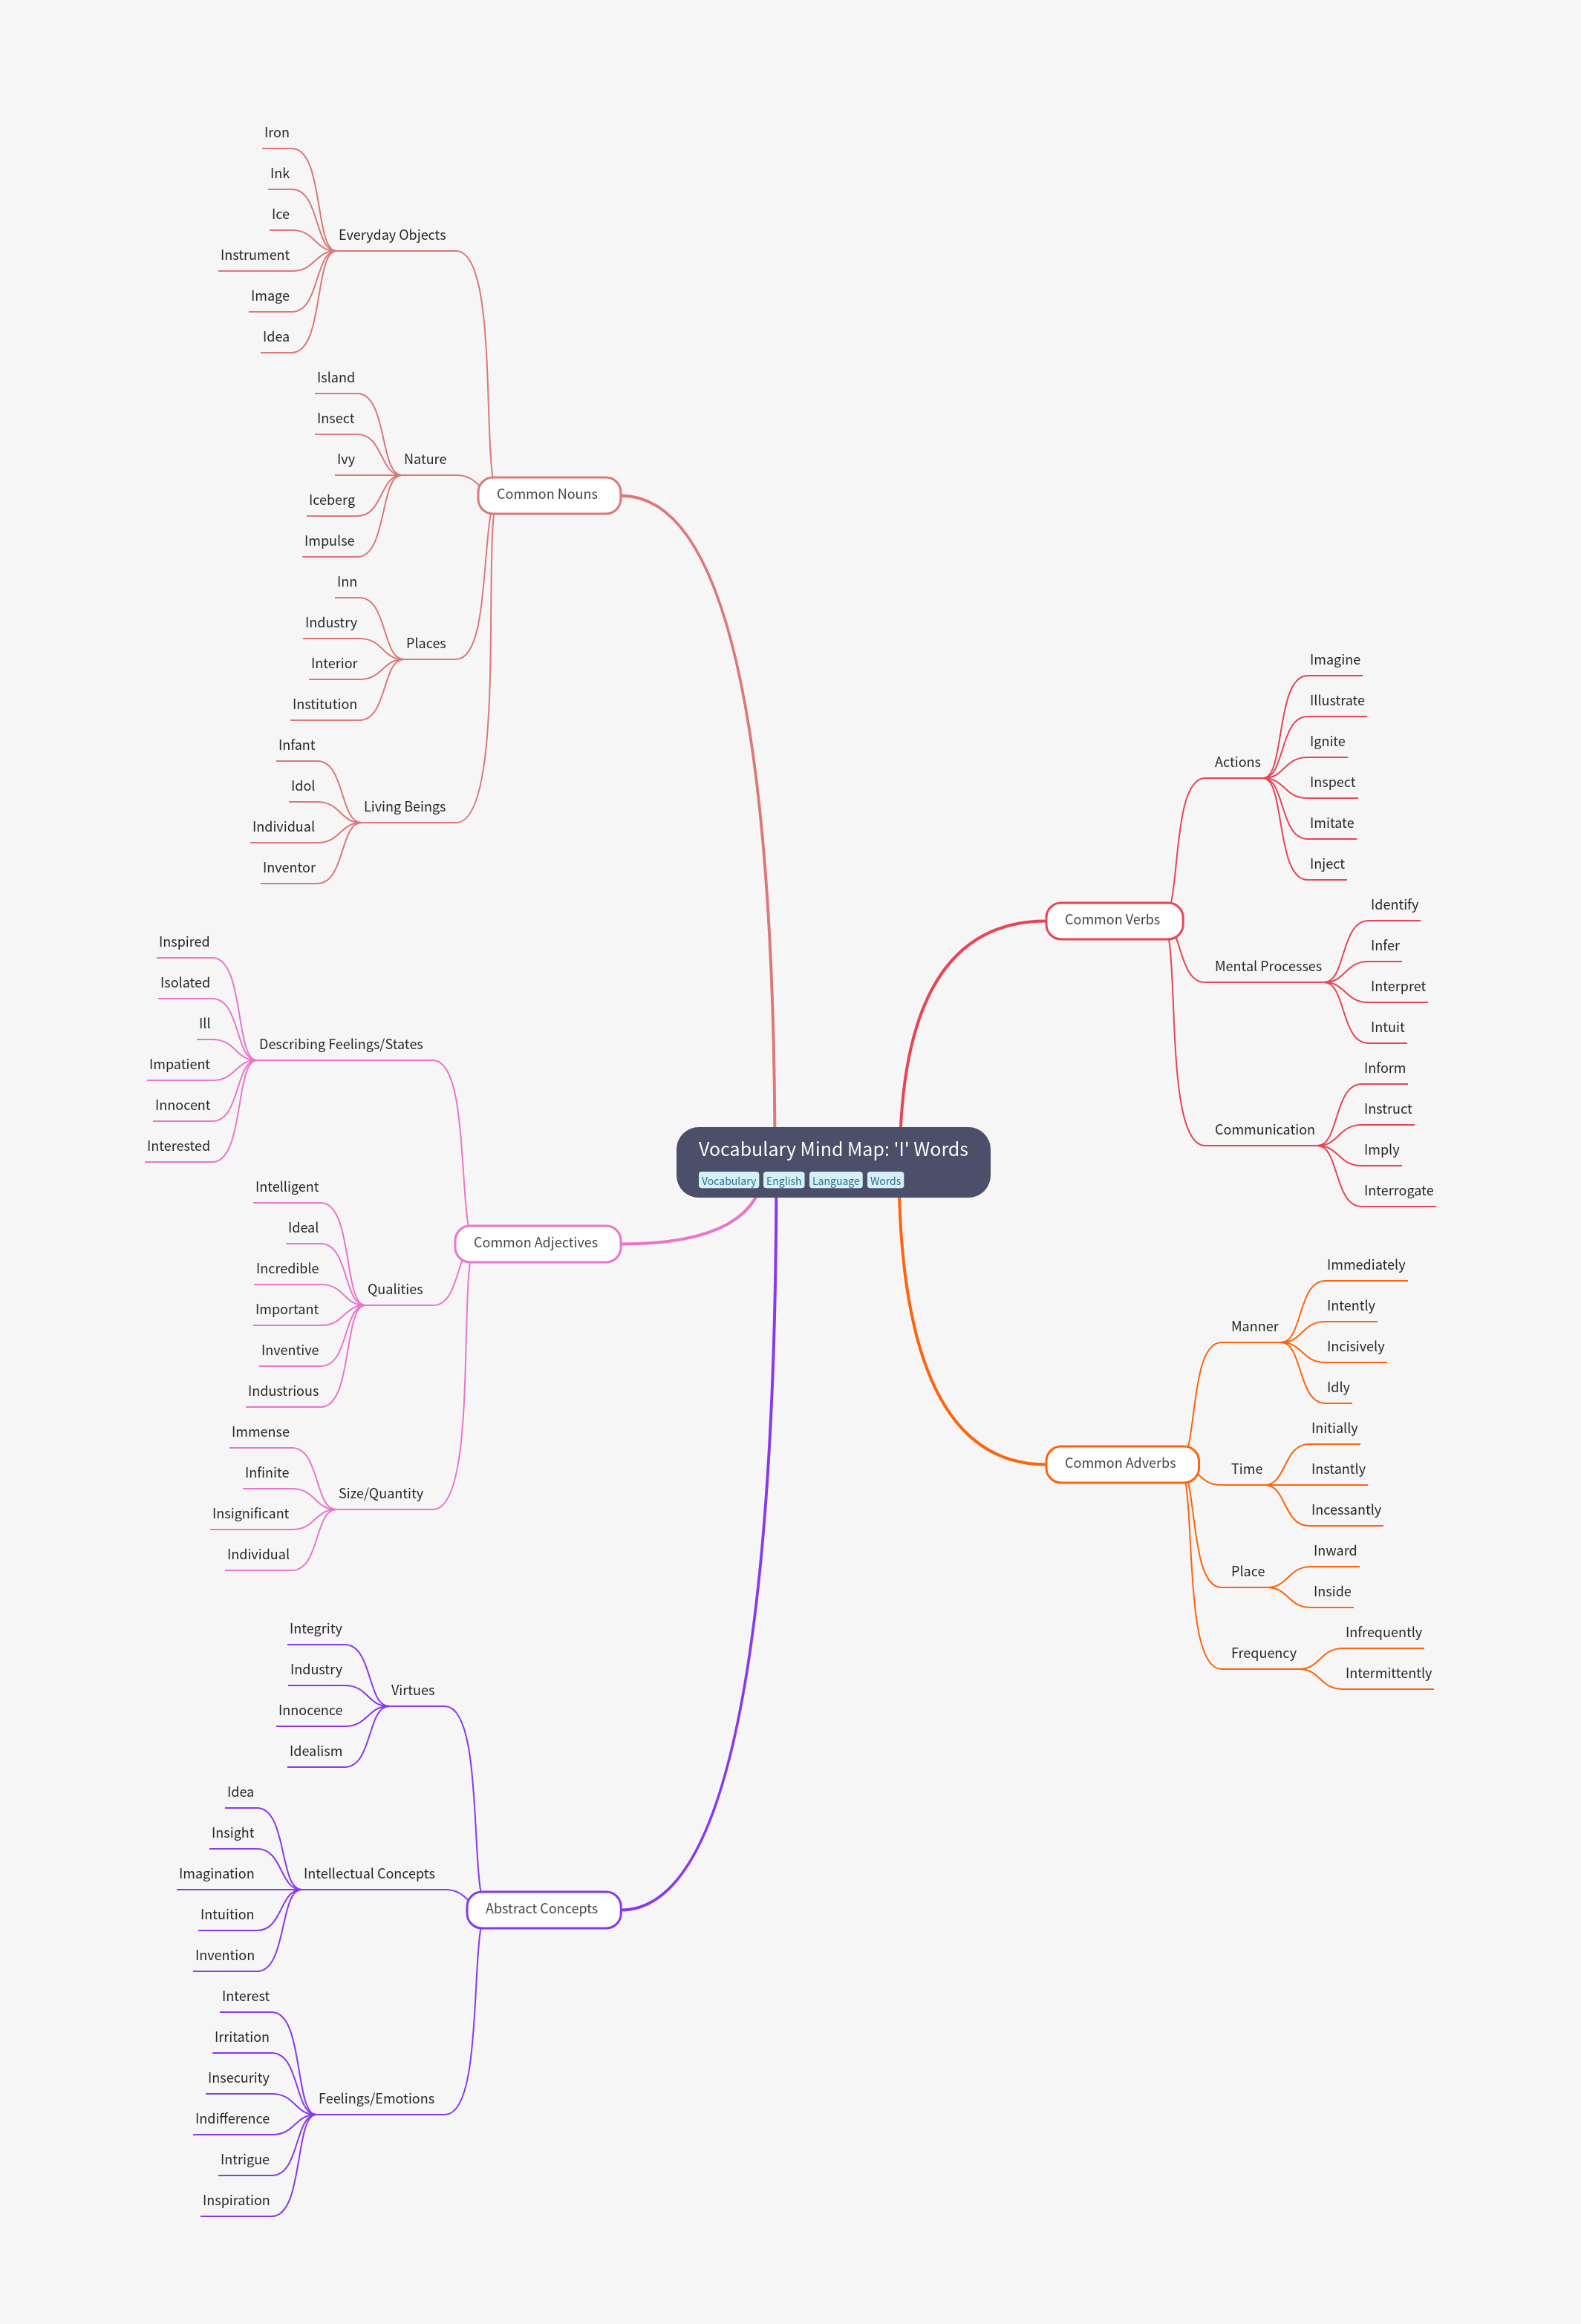 Vocabulary Mind Map: 'I' Words
Vocabulary English Language Words
Common Nouns
Everyday Objects
Iron
Ink
Ice
Instrument
Image
Idea
Nature
Island
Insect
Ivy
Iceberg
Impulse
Places
Inn
Industry
Interior
Institution
Living Beings
Infant
Idol
Individual
Inventor
Common Adjectives
Describing Feelings/States
Inspired
Isolated
Ill
Impatient
Innocent
Interested
Qualities
Intelligent
Ideal
Incredible
Important
Inventive
Industrious
Size/Quantity
Immense
Infinite
Insignificant
Individual
Abstract Concepts
Virtues
Integrity
Industry
Innocence
Idealism
Intellectual Concepts
Idea
Insight
Imagination
Intuition
Invention
Feelings/Emotions
Interest
Irritation
Insecurity
Indifference
Intrigue
Inspiration
Common Verbs
Actions
Imagine
Illustrate
Ignite
Inspect
Imitate
Inject
Mental Processes
Identify
Infer
Interpret
Intuit
Communication
Inform
Instruct
Imply
Interrogate
Common Adverbs
Manner
Immediately
Intently
Incisively
Idly
Time
Initially
Instantly
Incessantly
Place
Inward
Inside
Frequency
Infrequently
Intermittently